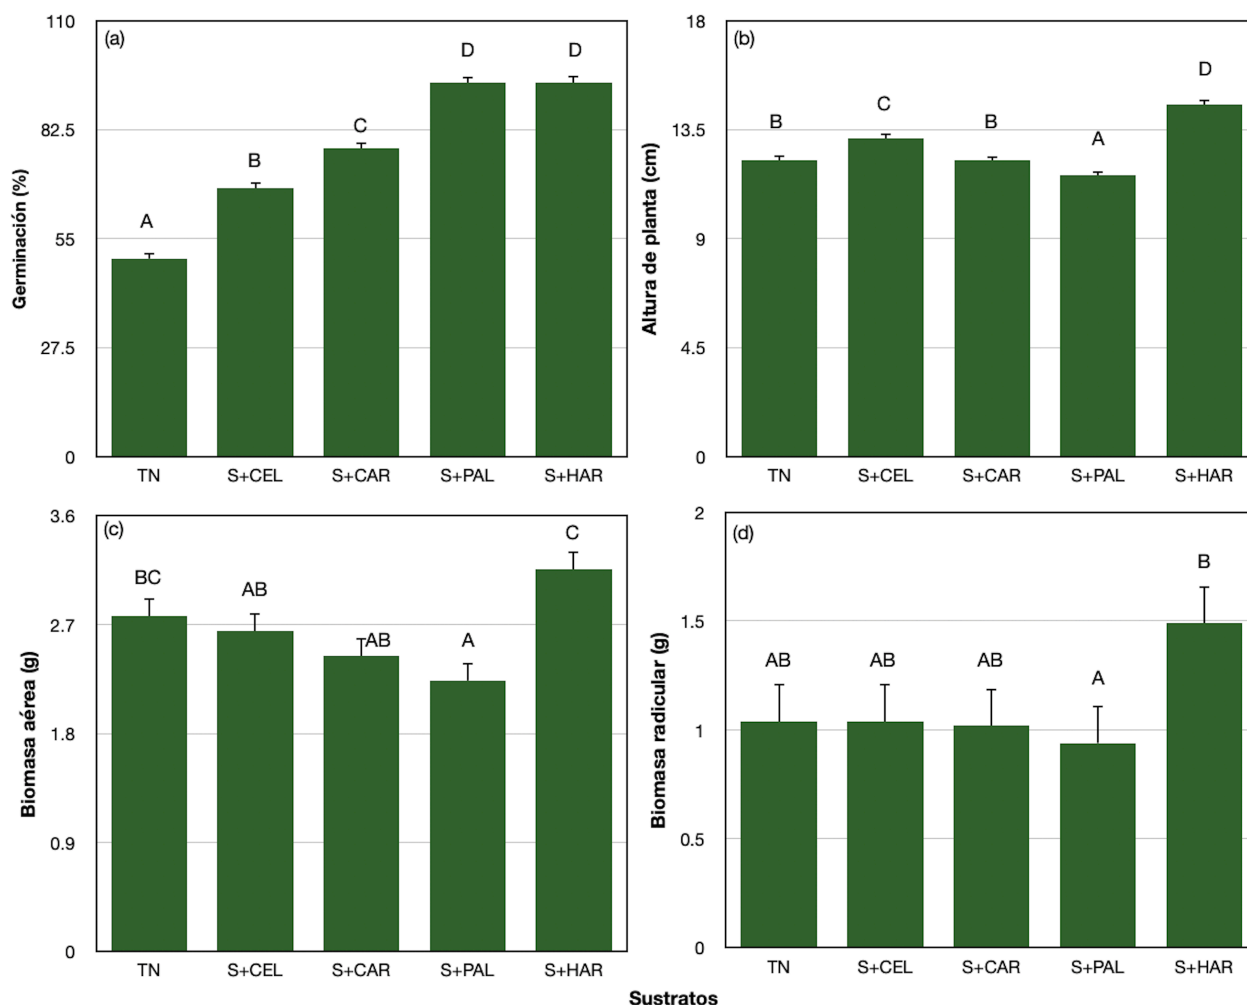 (a)
110
82.5
55
27.5
0
Germinación (%)
A
B
C
D
D
TN
S+CEL
S+CAR
S+PAL
S+HAR
(b)
18
13.5
9
4.5
0
Altura de planta (cm)
B
C
B
A
D
TN
S+CEL
S+CAR
S+PAL
S+HAR
(c)
3.6
2.7
1.8
0.9
0
Biomasa aérea (g)
BC
AB
AB
A
C
TN
S+CEL
S+CAR
S+PAL
S+HAR
(d)
2
1.5
1
0.5
0
Biomasa radicular (g)
AB
AB
AB
A
B
TN
S+CEL
S+CAR
S+PAL
S+HAR
Sustratos